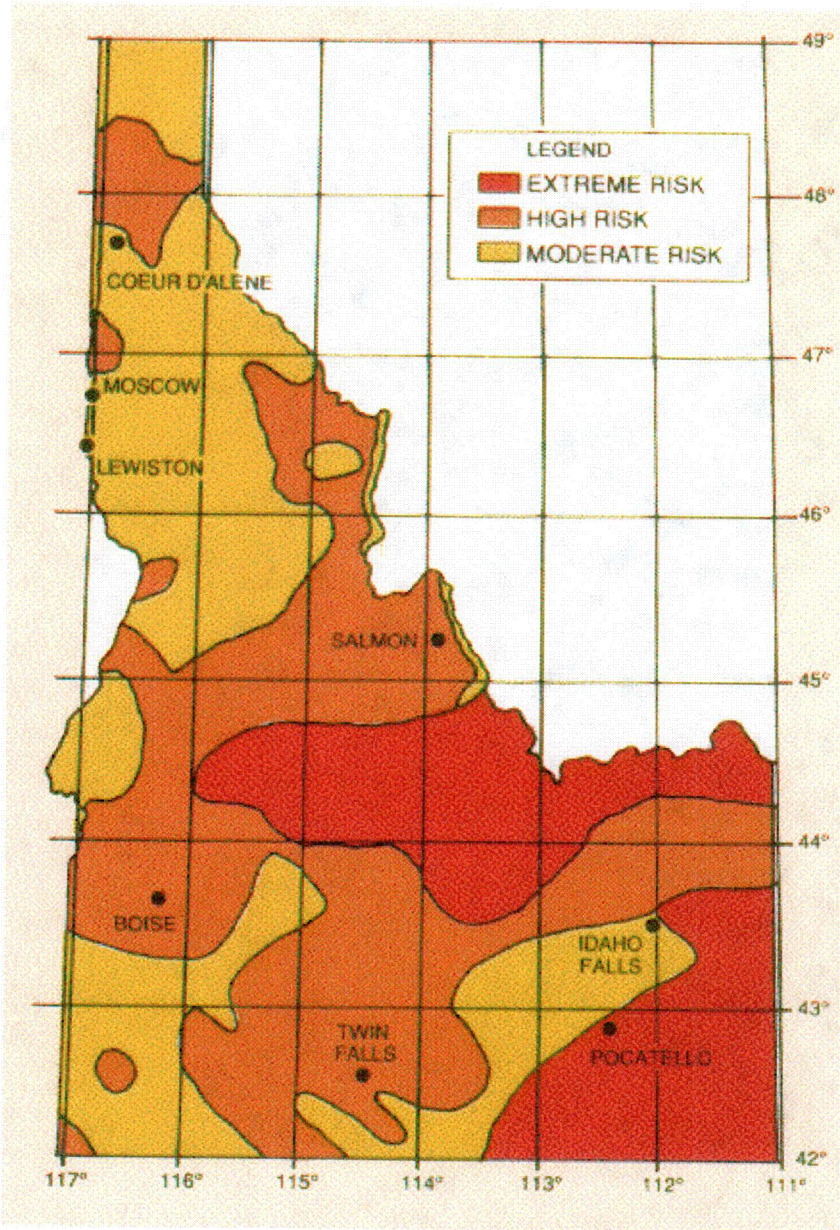 49°
LEGEND
EXTREME RISK
HIGH RISK
MODERATE RISK
48°
COEUR D'ALENE
47°
MOSCOW
LEWISTON
46°
SALMON
45°
44°
BOISE
IDAHO
FALLS
43°
TWIN
FALLS
POCATELLO
42°
117° 116° 115° 114° 113° 112° 111°